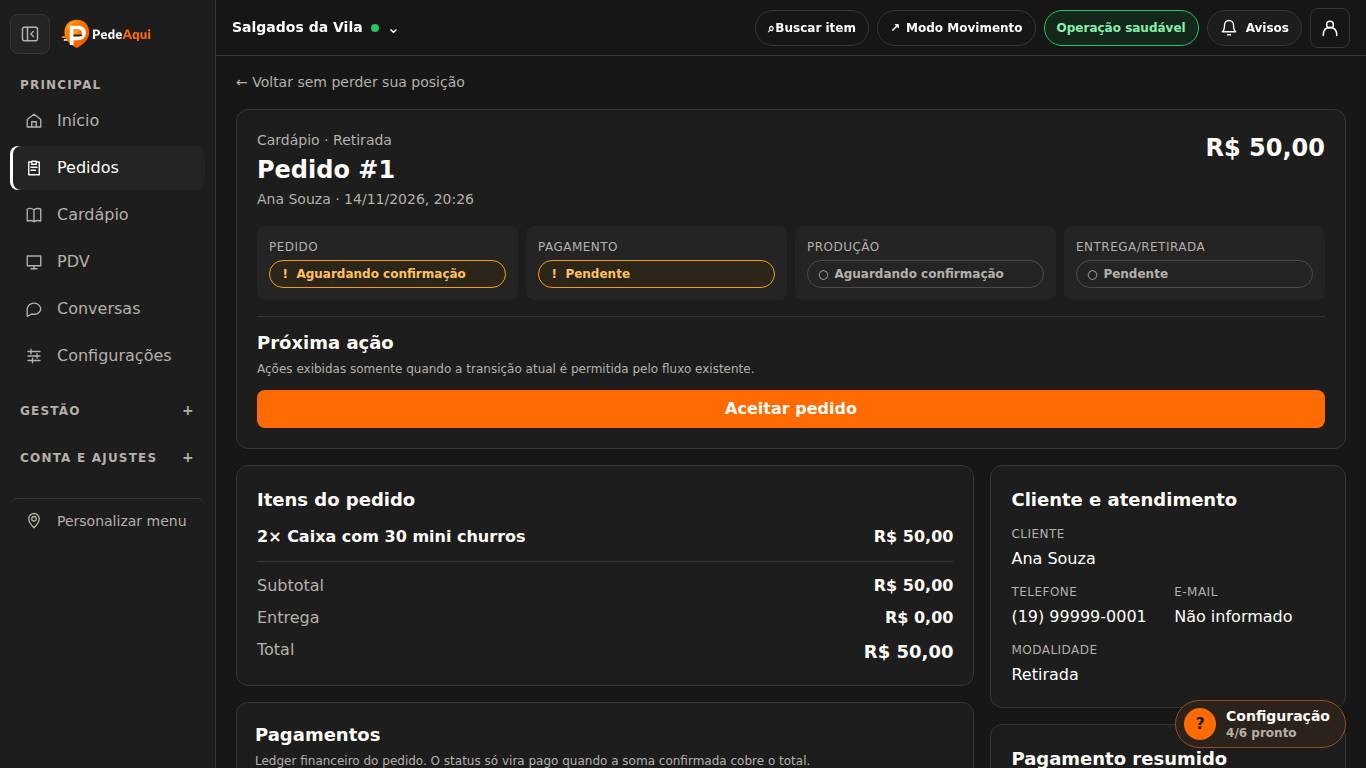 PedeAqui
PRINCIPAL
Início
Pedidos
Cardápio
PDV
Conversas
Configurações
GESTÃO +
CONTA E AJUSTES +
Personalizar menu
Salgados da Vila
Buscar item
↗ Modo Movimento
Operação saudável
Avisos
← Voltar sem perder sua posição
Cardápio · Retirada
Pedido #1
R$ 50,00
Ana Souza · 14/11/2026, 20:26
PEDIDO
! Aguardando confirmação
PAGAMENTO
! Pendente
PRODUÇÃO
○ Aguardando confirmação
ENTREGA/RETIRADA
○ Pendente
Próxima ação
Ações exibidas somente quando a transição atual é permitida pelo fluxo existente.
Aceitar pedido
Itens do pedido
2× Caixa com 30 mini churros R$ 50,00
Subtotal R$ 50,00
Entrega R$ 0,00
Total R$ 50,00
Pagamentos
Ledger financeiro do pedido. O status só vira pago quando a soma confirmada cobre o total.
Cliente e atendimento
CLIENTE
Ana Souza
TELEFONE
(19) 99999-0001
E-MAIL
Não informado
MODALIDADE
Retirada
Pagamento resumido
?
Configuração
4/6 pronto